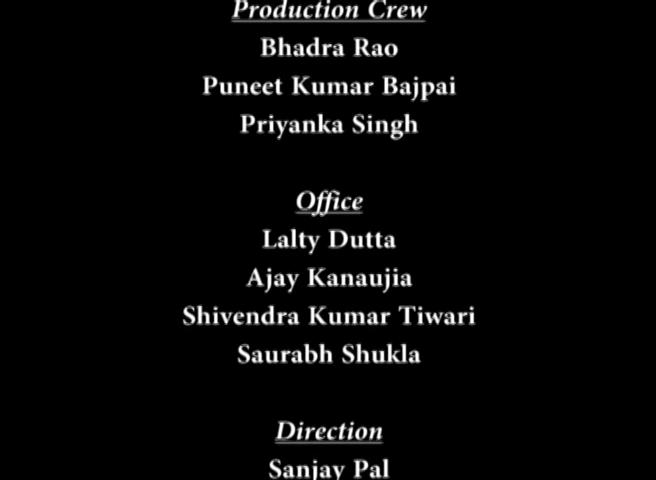 Production Crew
Bhadra Rao
Puneet Kumar Bajpai
Priyanka Singh
Office
Lalty Dutta
Ajay Kanaujia
Shivendra Kumar Tiwari
Saurabh Shukla
Direction
Sanjay Pal